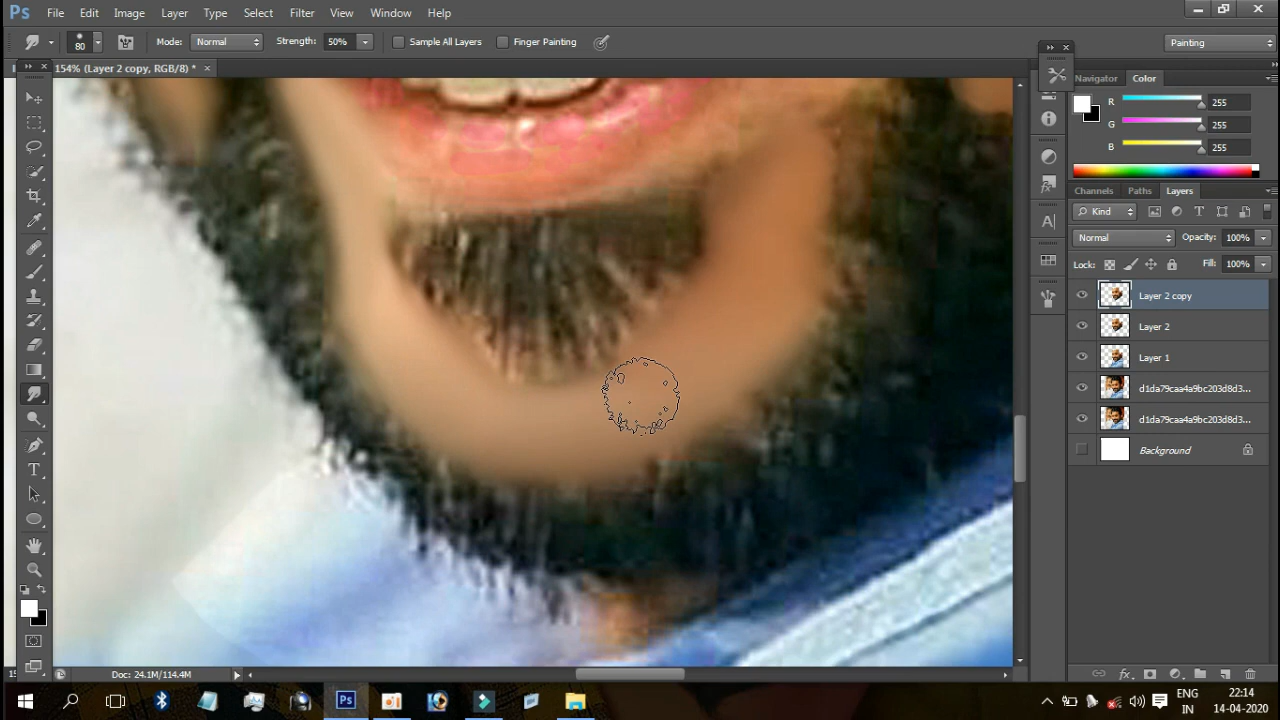 Ps File Edit Image Layer Type Select Filter View Window Help
80 Mode: Normal Strength: 50% Sample All Layers Finger Painting Painting
154% (Layer 2 copy, RGB/8) * ×
Navigator Color
R 255
G 255
B 255
Channels Paths Layers
Kind
Normal Opacity: 100%
Lock: Fill: 100%
Layer 2 copy
Layer 2
Layer 1
d1da79caa4a9bc203d8d3...
d1da79caa4a9bc203d8d3...
Background
15 Doc: 24.1M/114.4M
Ps
ENG 22:14
IN 14-04-2020